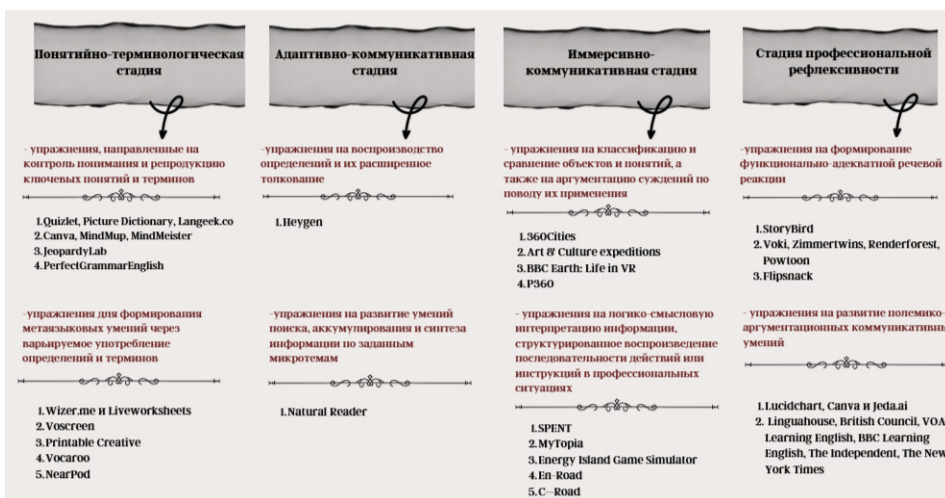 Понятийно-терминологическая
стадия
- упражнения, направленные на
контроль понимания и репродукцию
ключевых понятий и терминов
1.Quizlet, Picture Dictionary, Langeek.co
2.Canva, MindMup, MindMeister
3.JeopardyLab
4.PerfectGrammarEnglish
-упражнения для формирования
метаязыковых умений через
варьируемое употребление
определений и терминов
1.Wizer.me и Liveworksheets
2.Voscreen
3.Printable Creative
4.Vocaroo
5.NearPod
Адаптивно-коммуникативная
стадия
-упражнения на воспроизводство
определений и их расширенное
толкование
1.Heygen
-упражнения на развитие умений
поиска, аккумулирования и синтеза
информации по заданным
микротемам
1.Natural Reader
Иммерсивно-
коммуникативная стадия
- упражнения на классификацию и
сравнение объектов и понятий, а
также на аргументацию суждений по
поводу их применения
1.360Cities
2.Art & Culture expeditions
3.BBC Earth: Life in VR
4.P360
- упражнения на логико-смысловую
интерпретацию информации,
структурированное воспроизведение
последовательности действий или
инструкций в профессиональных
ситуациях
1.SPENT
2.MyTopia
3.Energy Island Game Simulator
4.En-Road
5.C--Road
Стадия профессиональной
рефлексивности
-упражнения на формирование
функционально-адекватной речевой
реакции
1.StoryBird
2.Voki, Zimmertwins, Renderforest,
Powtoon
3.Flipsnack
- упражнения на развитие полемико-
аргументационных коммуникативны
умений
1.Lucidchart, Canva и Jeda.ai
2. Linguahouse, British Council, VOA
Learning English, BBC Learning
English, The Independent, The New
York Times